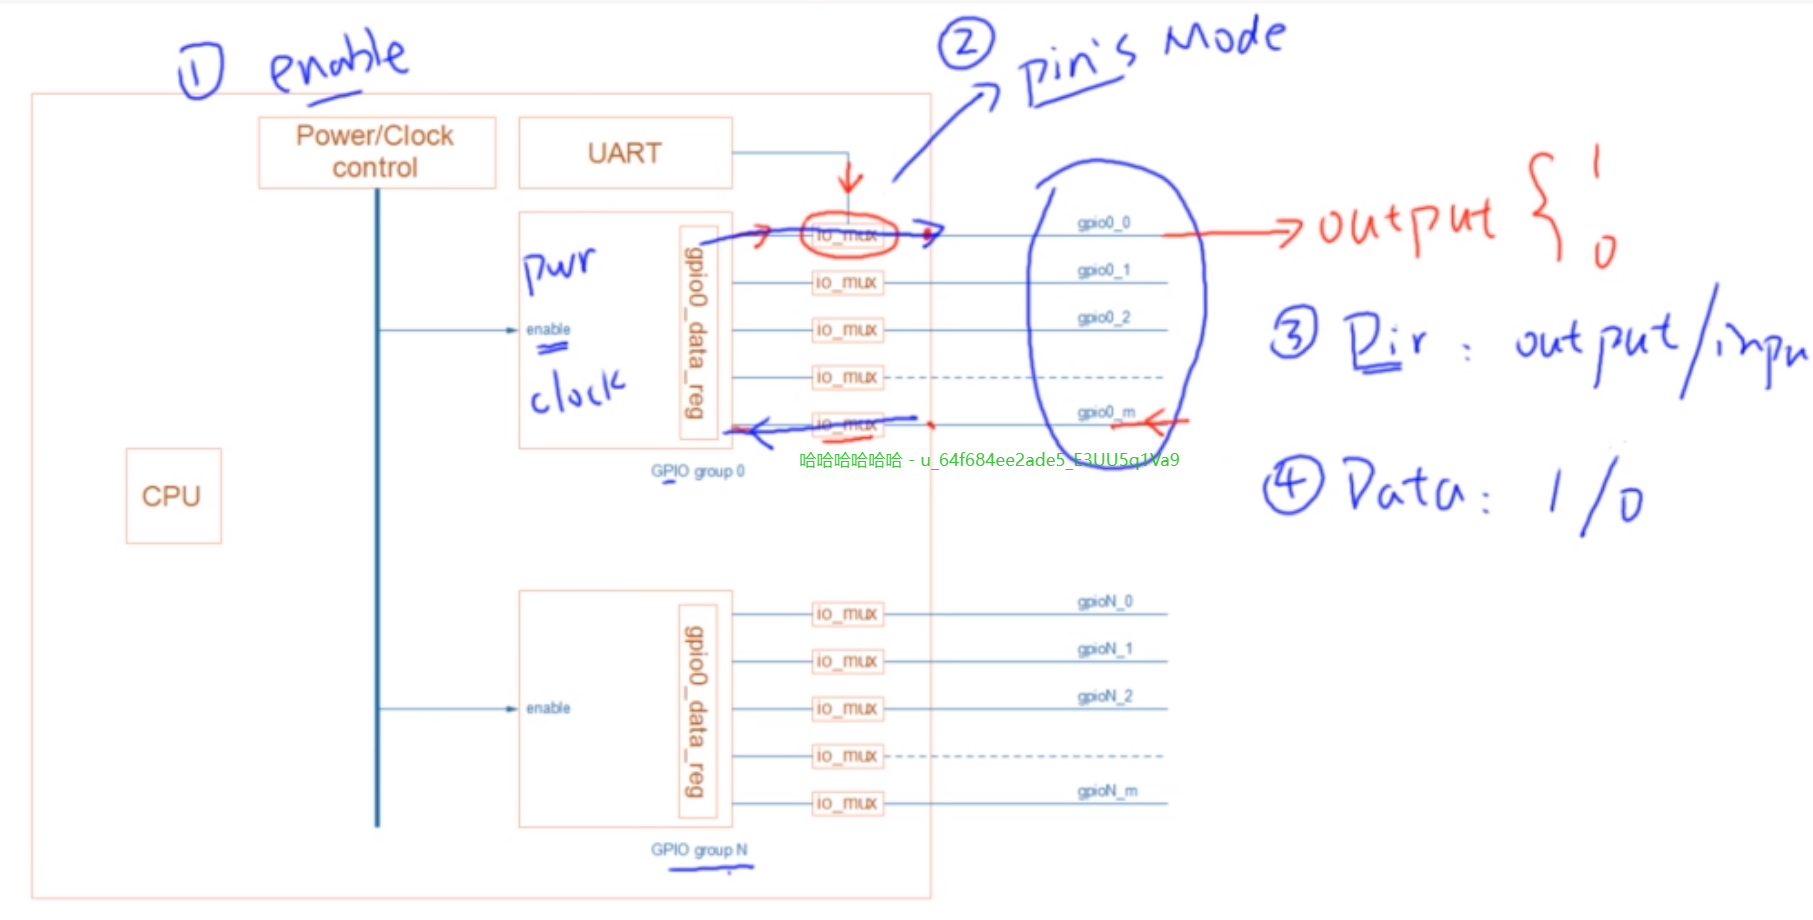 ① enable
② pin's Mode
Power/Clock
control
UART
pwr
enable
clock
gpio0_data_reg
io_mux
io_mux
io_mux
io_mux
io_mux
gpio0_0
gpio0_1
gpio0_2
gpio0_m
output { 1
0
③ Dir: output/inpu
④ Data: 1/0
GPIO group 0
哈哈哈哈哈哈 - u_64f684ee2ade5_E3UU5q1Va9
CPU
enable
gpio0_data_reg
io_mux
io_mux
io_mux
io_mux
io_mux
gpioN_0
gpioN_1
gpioN_2
gpioN_m
GPIO group N